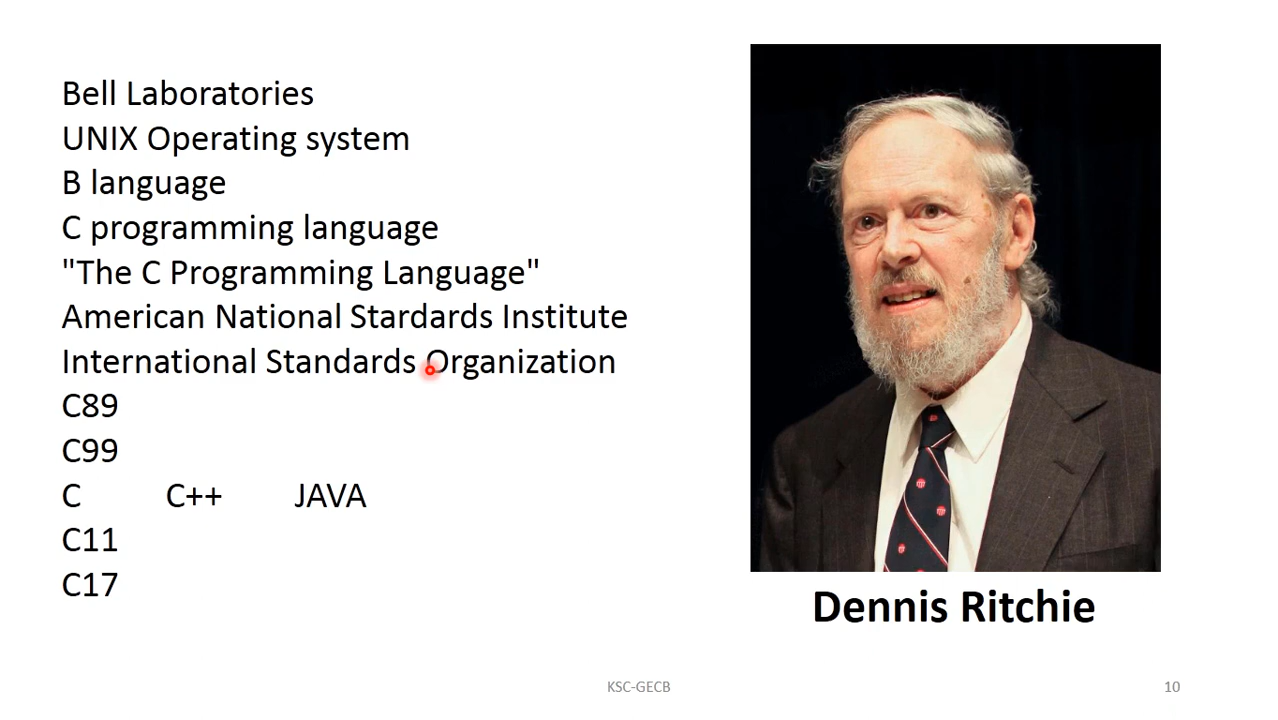 Bell Laboratories
UNIX Operating system
B language
C programming language
"The C Programming Language"
American National Stardards Institute
International Standards Organization
C89
C99
C C++ JAVA
C11
C17
Dennis Ritchie
KSC-GECB
10